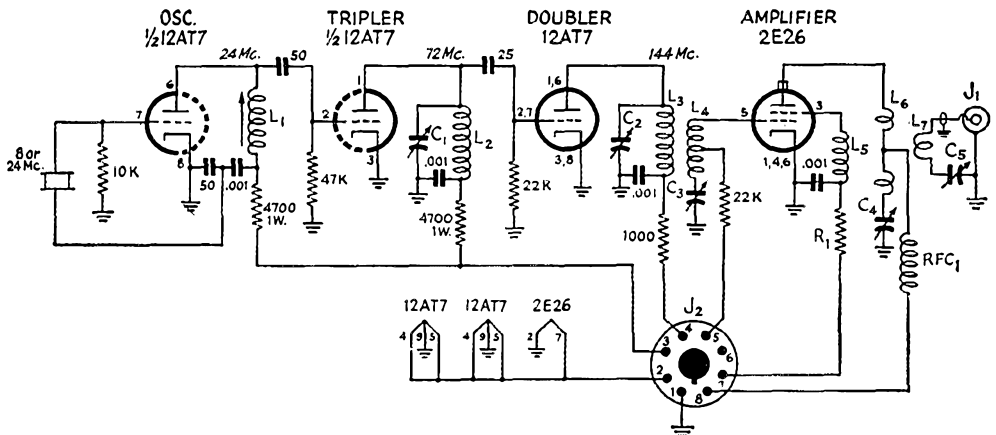 OSC. TRIPLER DOUBLER AMPLIFIER
½12AT7 ½12AT7 12AT7 2E26
24MC. 50 72 MC. 25 144MC.
6 1 1,6
L1 L3 L4 L6 J1
7 2 C1 L2 2,7 C2 5 3 L7
8 3 3,8 L5 C5
8 or
24MC. 10K 50 .001 47K .001 22K .001 C3 22K 1,4,6 .001 C4
4700
1W. 4700
1W. 1000 R1 RFC1
12AT7 12AT7 2E26 J2
4 9 5 4 9 5 2 7
1 2 3 4 5 6 7 8